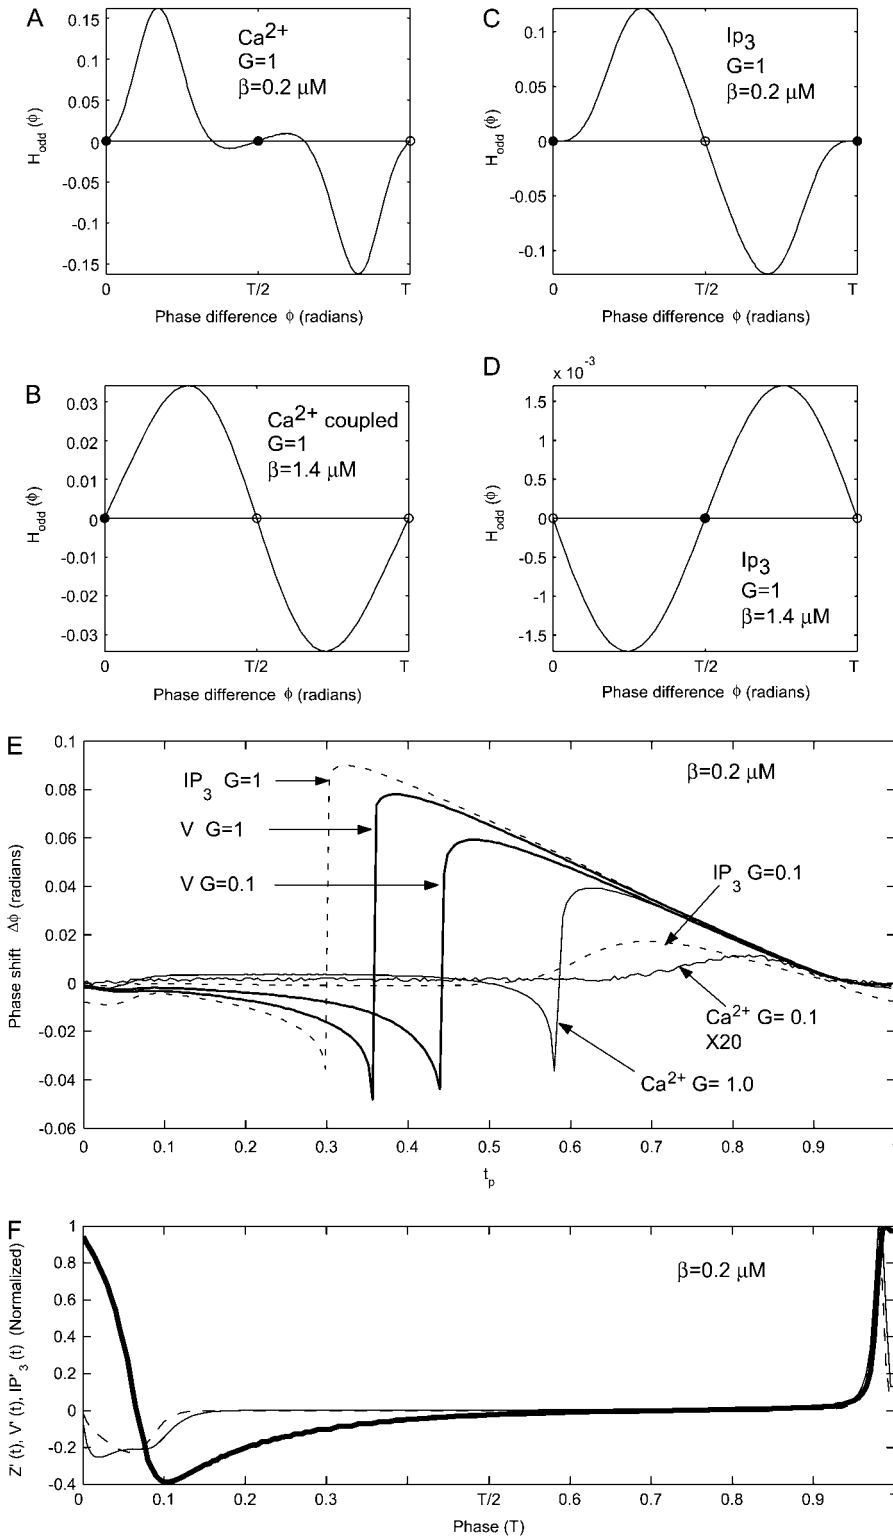 A
0.15
0.1
0.05
0
-0.05
-0.1
-0.15
H_odd (ϕ)
Ca²⁺
G=1
β=0.2 μM
0 T/2 T
Phase difference ϕ (radians)
C
0.1
0.05
0
-0.05
-0.1
H_odd (ϕ)
Ip₃
G=1
β=0.2 μM
0 T/2 T
Phase difference ϕ (radians)
B
0.03
0.02
0.01
0
-0.01
-0.02
-0.03
H_odd (ϕ)
Ca²⁺ coupled
G=1
β=1.4 μM
0 T/2 T
Phase difference ϕ (radians)
D
x 10⁻³
1.5
1
0.5
0
-0.5
-1
-1.5
H_odd (ϕ)
Ip₃
G=1
β=1.4 μM
0 T/2 T
Phase difference ϕ (radians)
E
0.1
0.08
0.06
0.04
0.02
0
-0.02
-0.04
-0.06
Phase shift Δϕ (radians)
β=0.2 μM
IP₃ G=1
V G=1
V G=0.1
IP₃ G=0.1
Ca²⁺ G= 0.1
X20
Ca²⁺ G= 1.0
0 0.1 0.2 0.3 0.4 0.5 0.6 0.7 0.8 0.9
t_p
F
1
0.8
0.6
0.4
0.2
0
-0.2
-0.4
Z'(t), V'(t), IP'₃(t) (Normalized)
β=0.2 μM
0 0.1 0.2 0.3 T/2 0.6 0.7 0.8 0.9
Phase (T)